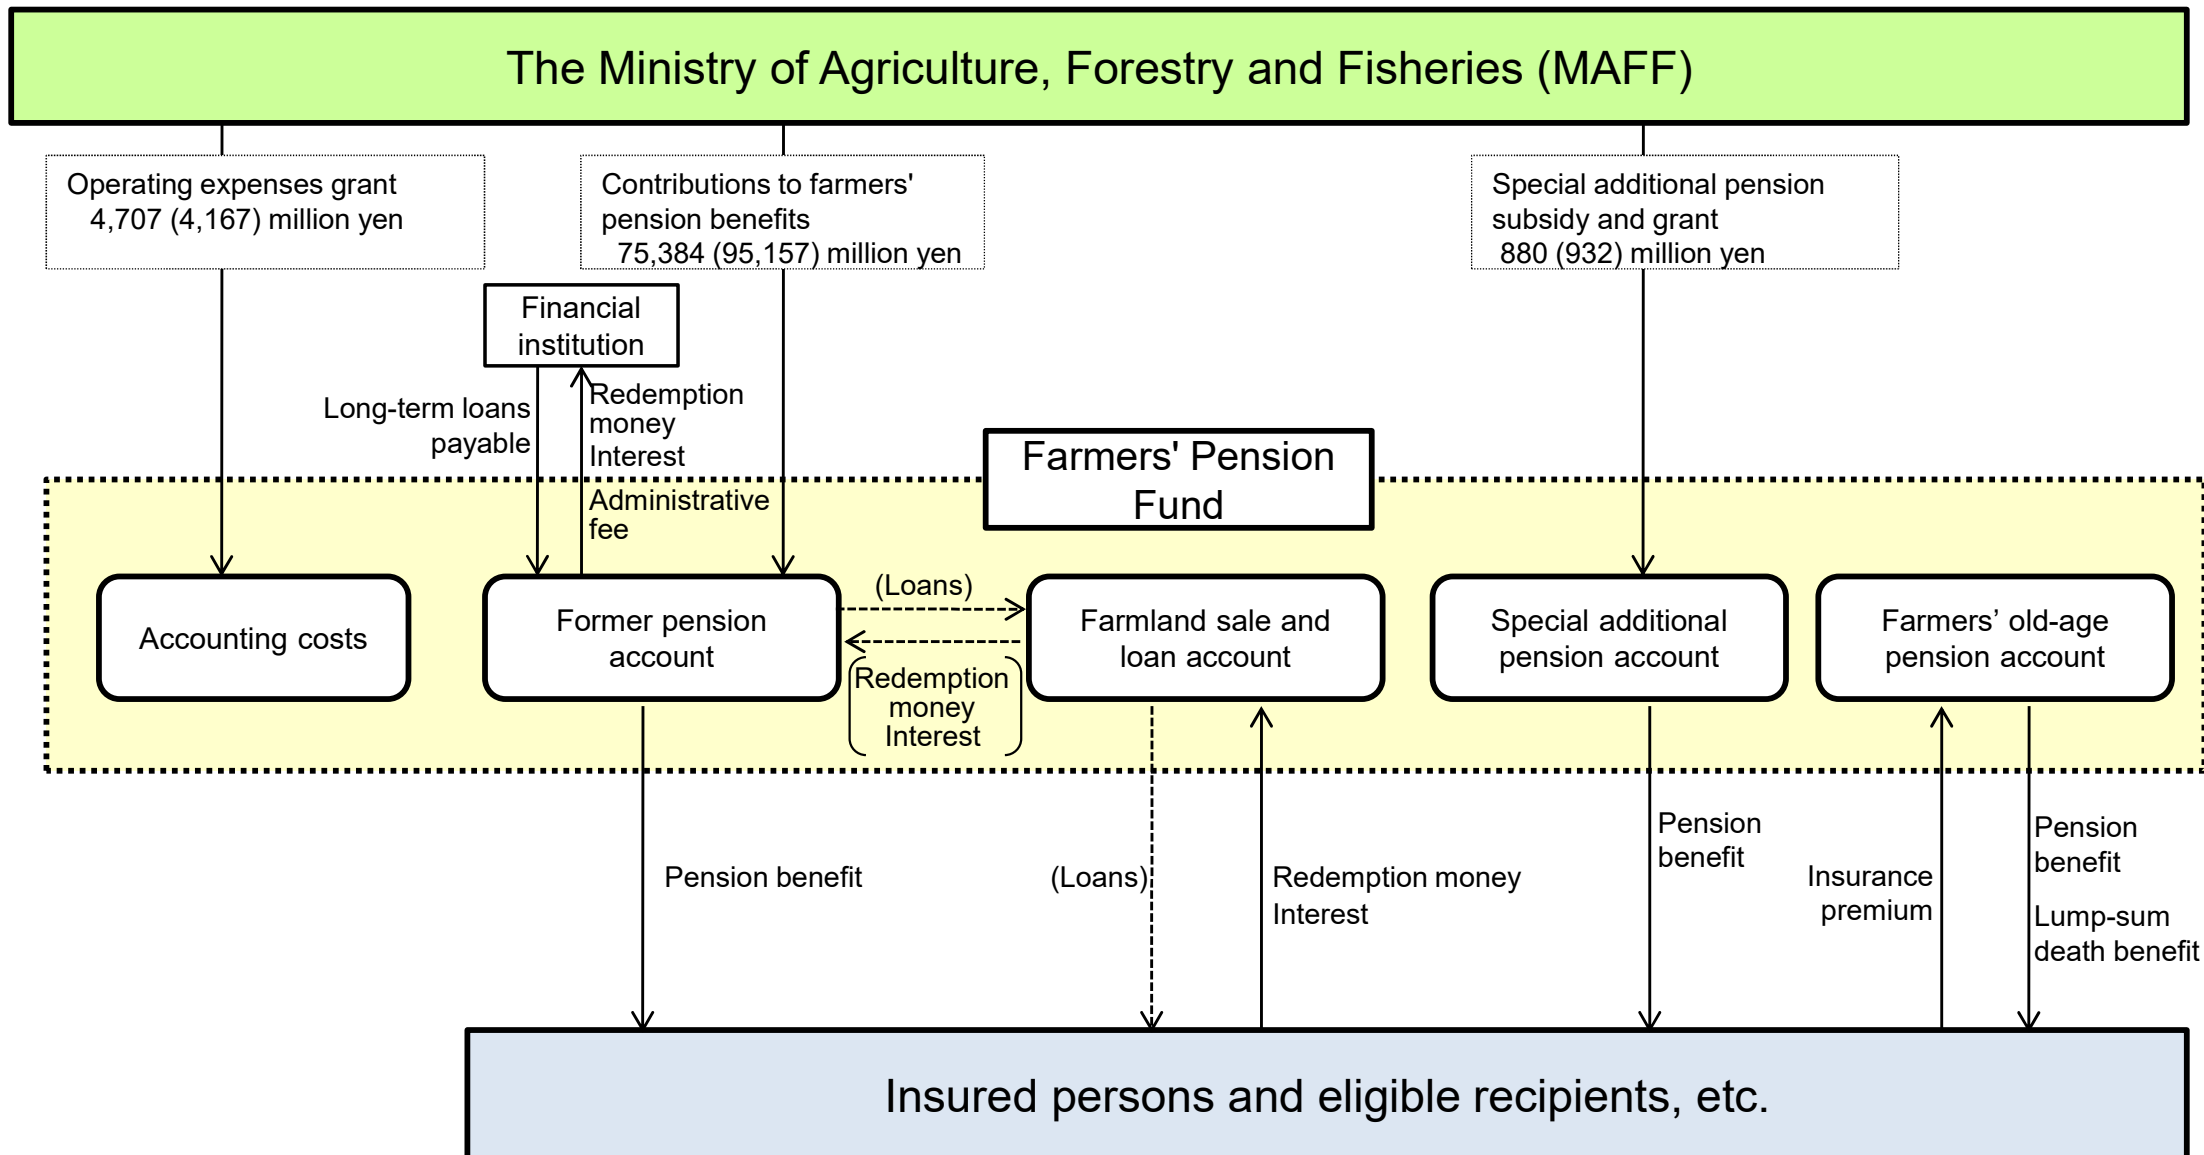 The Ministry of Agriculture, Forestry and Fisheries (MAFF)
Operating expenses grant
4,707 (4,167) million yen
Contributions to farmers'
pension benefits
75,384 (95,157) million yen
Special additional pension
subsidy and grant
880 (932) million yen
Financial
institution
Long-term loans
payable
Redemption
money
Interest
Administrative
fee
Farmers' Pension
Fund
Accounting costs
Former pension
account
(Loans)
Redemption
money
Interest
Farmland sale and
loan account
Special additional
pension account
Farmers’ old-age
pension account
Pension benefit
(Loans)
Redemption money
Interest
Pension
benefit
Insurance
premium
Pension
benefit
Lump-sum
death benefit
Insured persons and eligible recipients, etc.